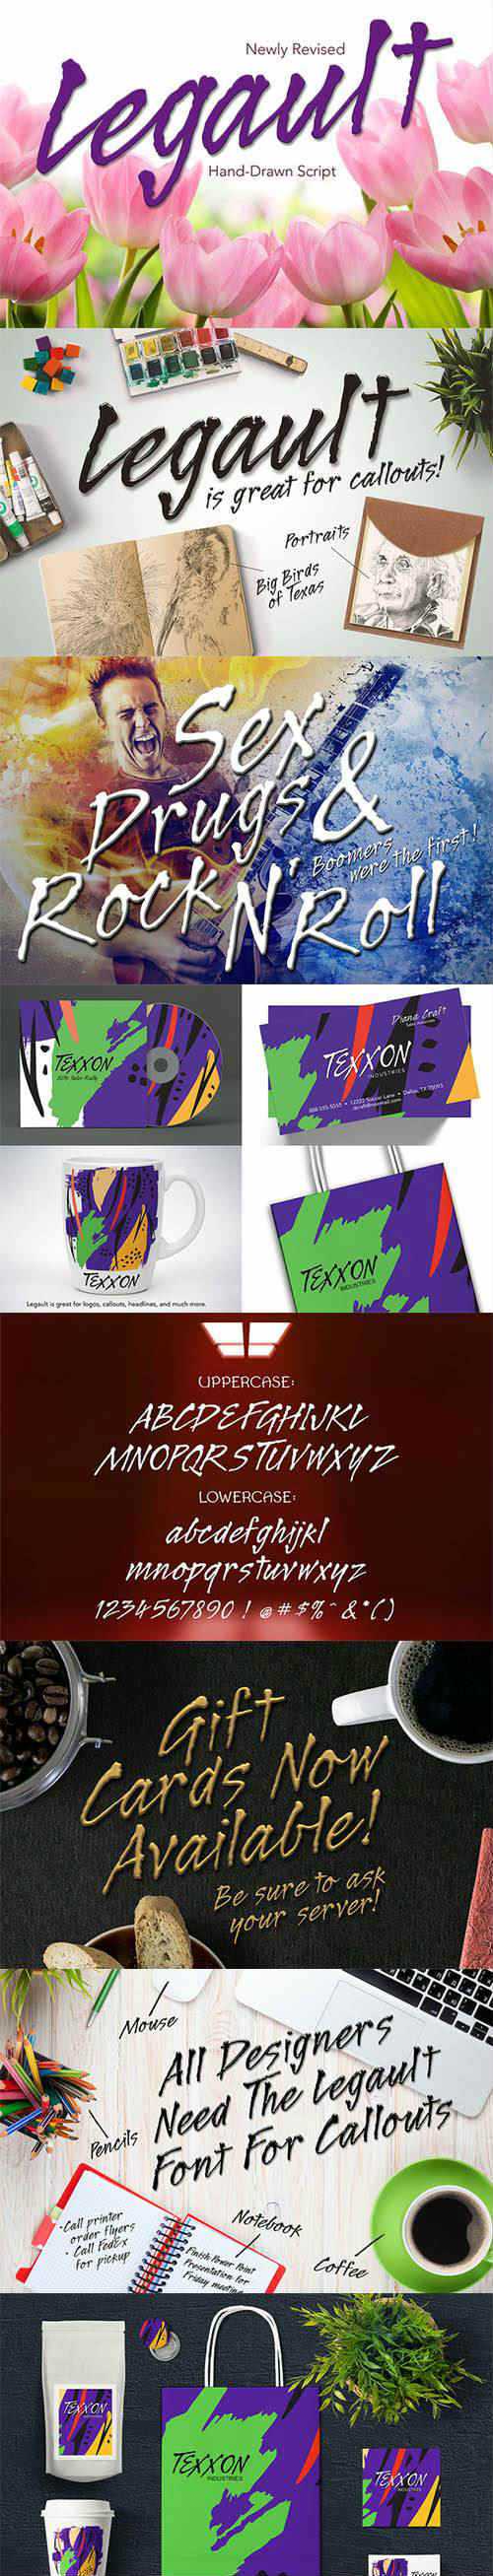 Newly Revised
Legault
Hand-Drawn Script
Legault
is great for callouts!
Portraits
Big Birds
of Texas
Sex
Drugs &
Rock N' Roll
Boomers
were the first!
TEXXON
Diana Craft
TEXXON
INDUSTRIES
TEXXON
Legault is great for logos, callouts, headlines, and much more.
TEXXON
INDUSTRIES
UPPERCASE:
ABCDEFGHIJKL
MNOPQRSTUVWXYZ
LOWERCASE:
abcdefghijkl
mnopqrstuvwxyz
1234567890 ! @ # $ % ^ & * ( )
Gift
Cards Now
Available!
Be sure to ask
your server!
Mouse
All Designers
Need The Legault
Font For Callouts
Pencils
• Call printer
order flyers
• Call FedEx
for pickup
Finish Power Point
Presentation for
Friday meeting
Notebook
Coffee
TEXXON
TEXXON
INDUSTRIES
TEXXON
INDUSTRIES
TEXXON